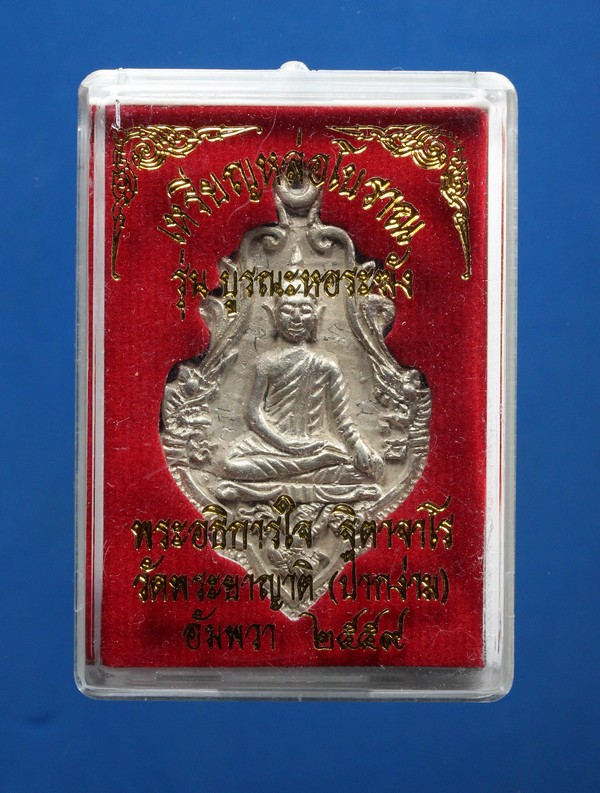 เหรียญหล่อโบราณ
รุ่น บูรณะหอระฆัง
พระอธิการใจ ฐิตาจาโร
วัดพระยาญาติ (ปากง่าม)
อัมพวา ๒๕๕๙